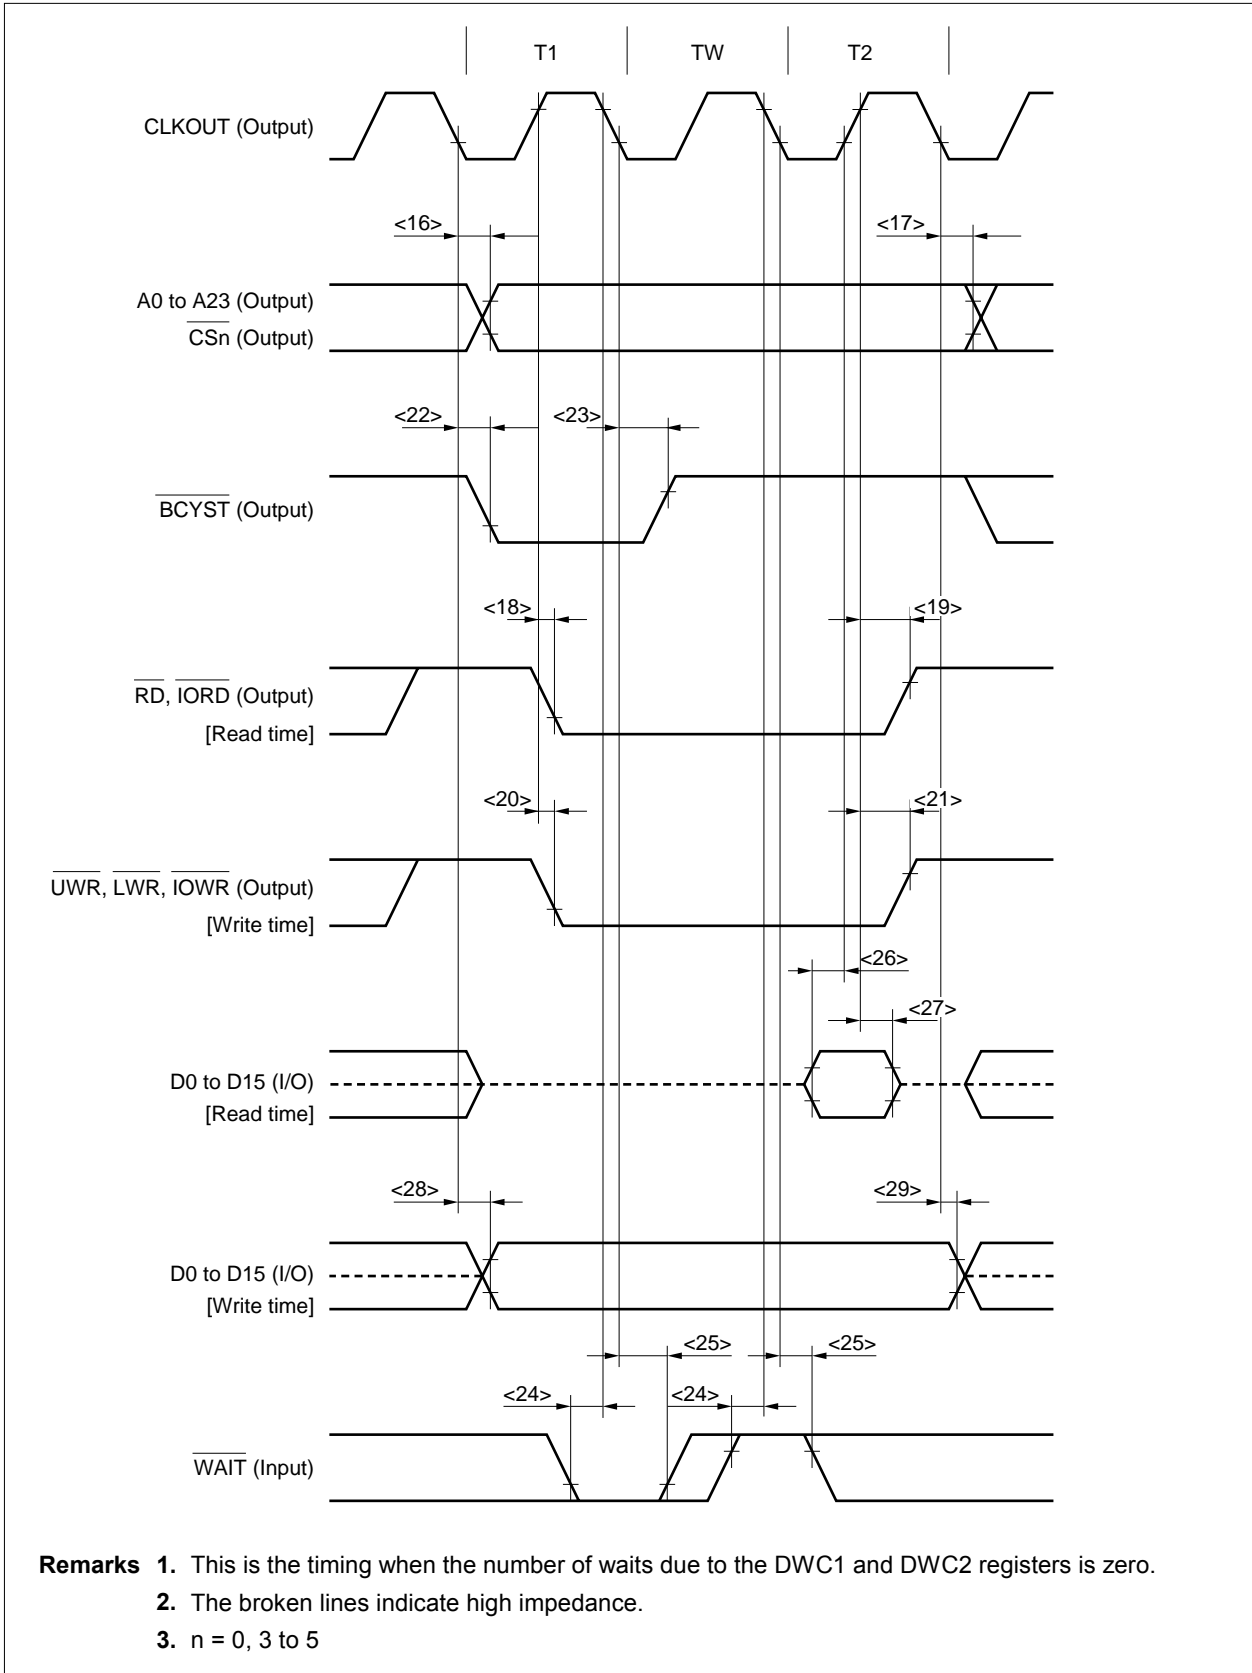 T1 TW T2
CLKOUT (Output)
<16> <17>
A0 to A23 (Output)
CSn (Output)
<22> <23>
BCYST (Output)
<18> <19>
RD, IORD (Output)
[Read time]
<20> <21>
UWR, LWR, IOWR (Output)
[Write time]
<26>
<27>
D0 to D15 (I/O)
[Read time]
<28> <29>
D0 to D15 (I/O)
[Write time]
<25> <25>
<24> <24>
WAIT (Input)
Remarks 1. This is the timing when the number of waits due to the DWC1 and DWC2 registers is zero.
2. The broken lines indicate high impedance.
3. n = 0, 3 to 5